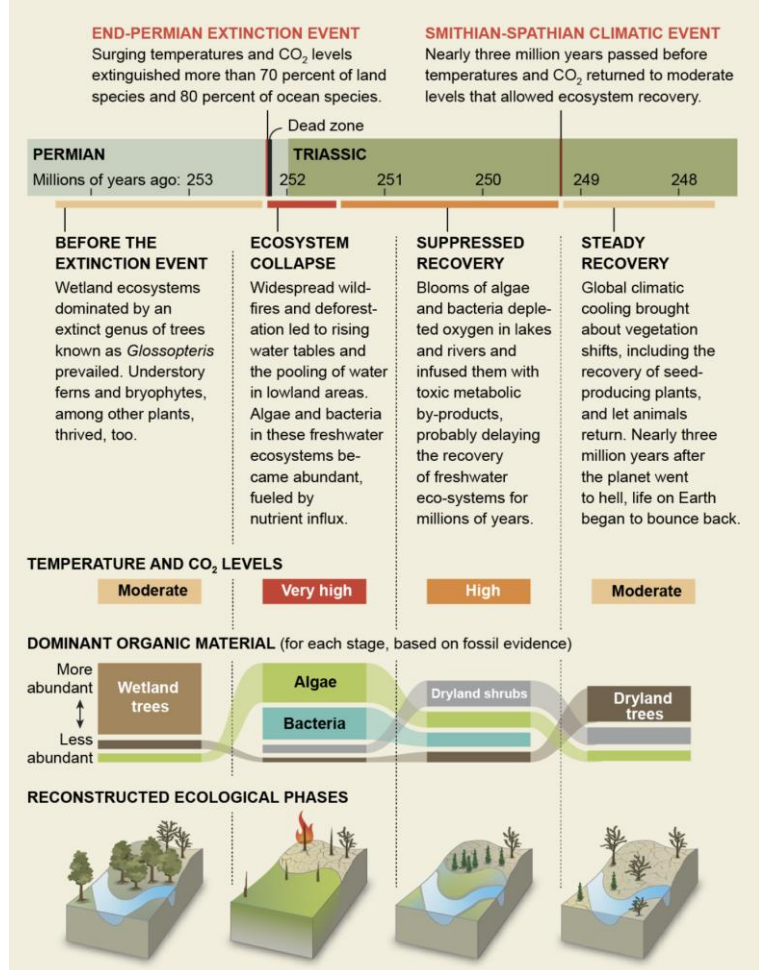 END-PERMIAN EXTINCTION EVENT
Surging temperatures and CO₂ levels
extinguished more than 70 percent of land
species and 80 percent of ocean species.
SMITHIAN-SPATHIAN CLIMATIC EVENT
Nearly three million years passed before
temperatures and CO₂ returned to moderate
levels that allowed ecosystem recovery.
Dead zone
PERMIAN
TRIASSIC
Millions of years ago: 253 252 251 250 249 248
BEFORE THE
EXTINCTION EVENT
Wetland ecosystems
dominated by an
extinct genus of trees
known as Glossopteris
prevailed. Understory
ferns and bryophytes,
among other plants,
thrived, too.
ECOSYSTEM
COLLAPSE
Widespread wild-
fires and deforest-
ation led to rising
water tables and
the pooling of water
in lowland areas.
Algae and bacteria
in these freshwater
ecosystems be-
came abundant,
fueled by
nutrient influx.
SUPPRESSED
RECOVERY
Blooms of algae
and bacteria deple-
ted oxygen in lakes
and rivers and
infused them with
toxic metabolic
by-products,
probably delaying
the recovery
of freshwater
eco-systems for
millions of years.
STEADY
RECOVERY
Global climatic
cooling brought
about vegetation
shifts, including the
recovery of seed-
producing plants,
and let animals
return. Nearly three
million years after
the planet went
to hell, life on Earth
began to bounce back.
TEMPERATURE AND CO₂ LEVELS
Moderate
Very high
High
Moderate
DOMINANT ORGANIC MATERIAL (for each stage, based on fossil evidence)
More
abundant
Less
abundant
Wetland
trees
Algae
Bacteria
Dryland shrubs
Dryland
trees
RECONSTRUCTED ECOLOGICAL PHASES